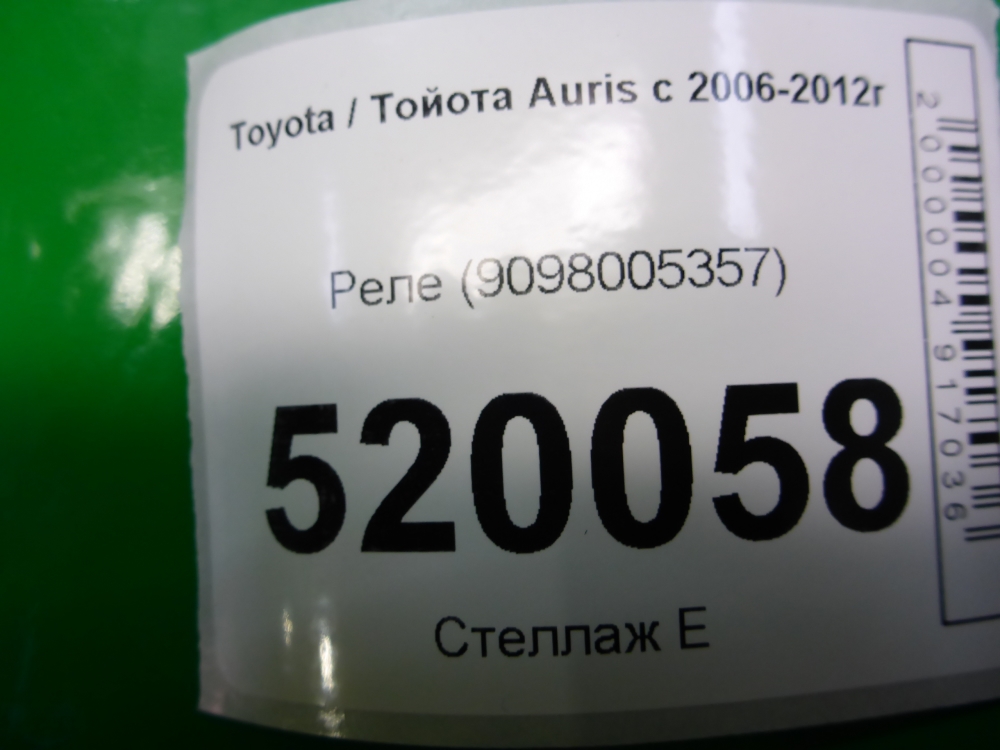 Toyota / Тойота Auris с 2006-2012г
Реле (9098005357)
520058
Стеллаж Е
2000004917036